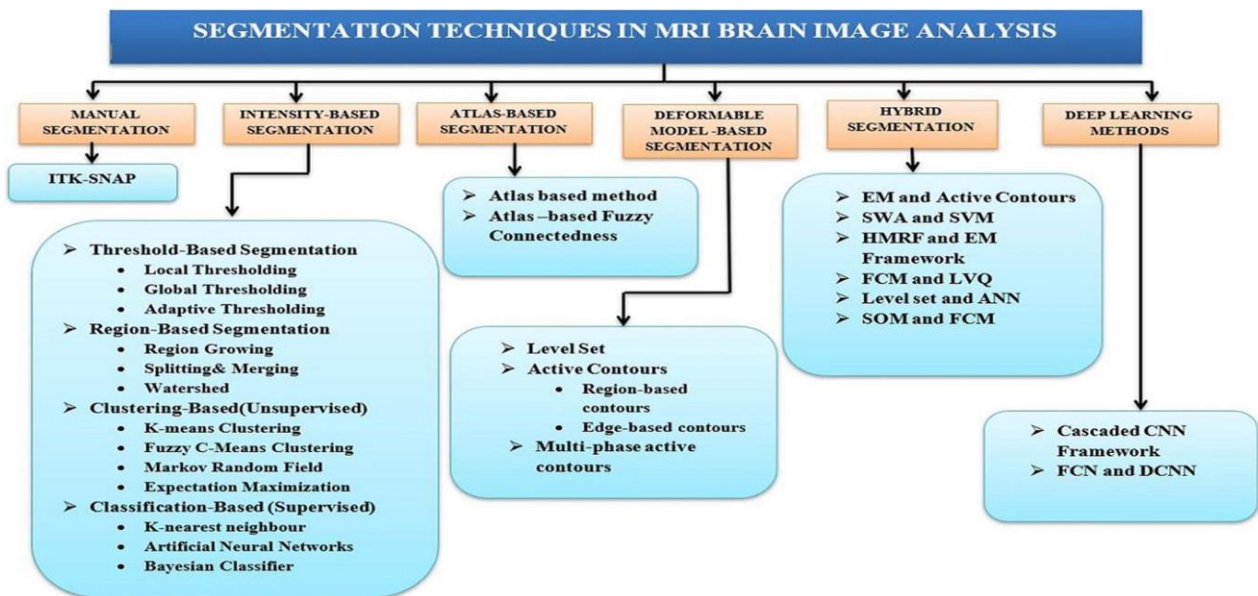 SEGMENTATION TECHNIQUES IN MRI BRAIN IMAGE ANALYSIS
MANUAL
SEGMENTATION
INTENSITY-BASED
SEGMENTATION
ATLAS-BASED
SEGMENTATION
DEFORMABLE
MODEL -BASED
SEGMENTATION
HYBRID
SEGMENTATION
DEEP LEARNING
METHODS
ITK-SNAP
➢ Threshold-Based Segmentation
• Local Thresholding
• Global Thresholding
• Adaptive Thresholding
➢ Region-Based Segmentation
• Region Growing
• Splitting& Merging
• Watershed
➢ Clustering-Based(Unsupervised)
• K-means Clustering
• Fuzzy C-Means Clustering
• Markov Random Field
• Expectation Maximization
➢ Classification-Based (Supervised)
• K-nearest neighbour
• Artificial Neural Networks
• Bayesian Classifier
➢ Atlas based method
➢ Atlas –based Fuzzy
Connectedness
➢ Level Set
➢ Active Contours
• Region-based
contours
• Edge-based contours
➢ Multi-phase active
contours
➢ EM and Active Contours
➢ SWA and SVM
➢ HMRF and EM
Framework
➢ FCM and LVQ
➢ Level set and ANN
➢ SOM and FCM
➢ Cascaded CNN
Framework
➢ FCN and DCNN